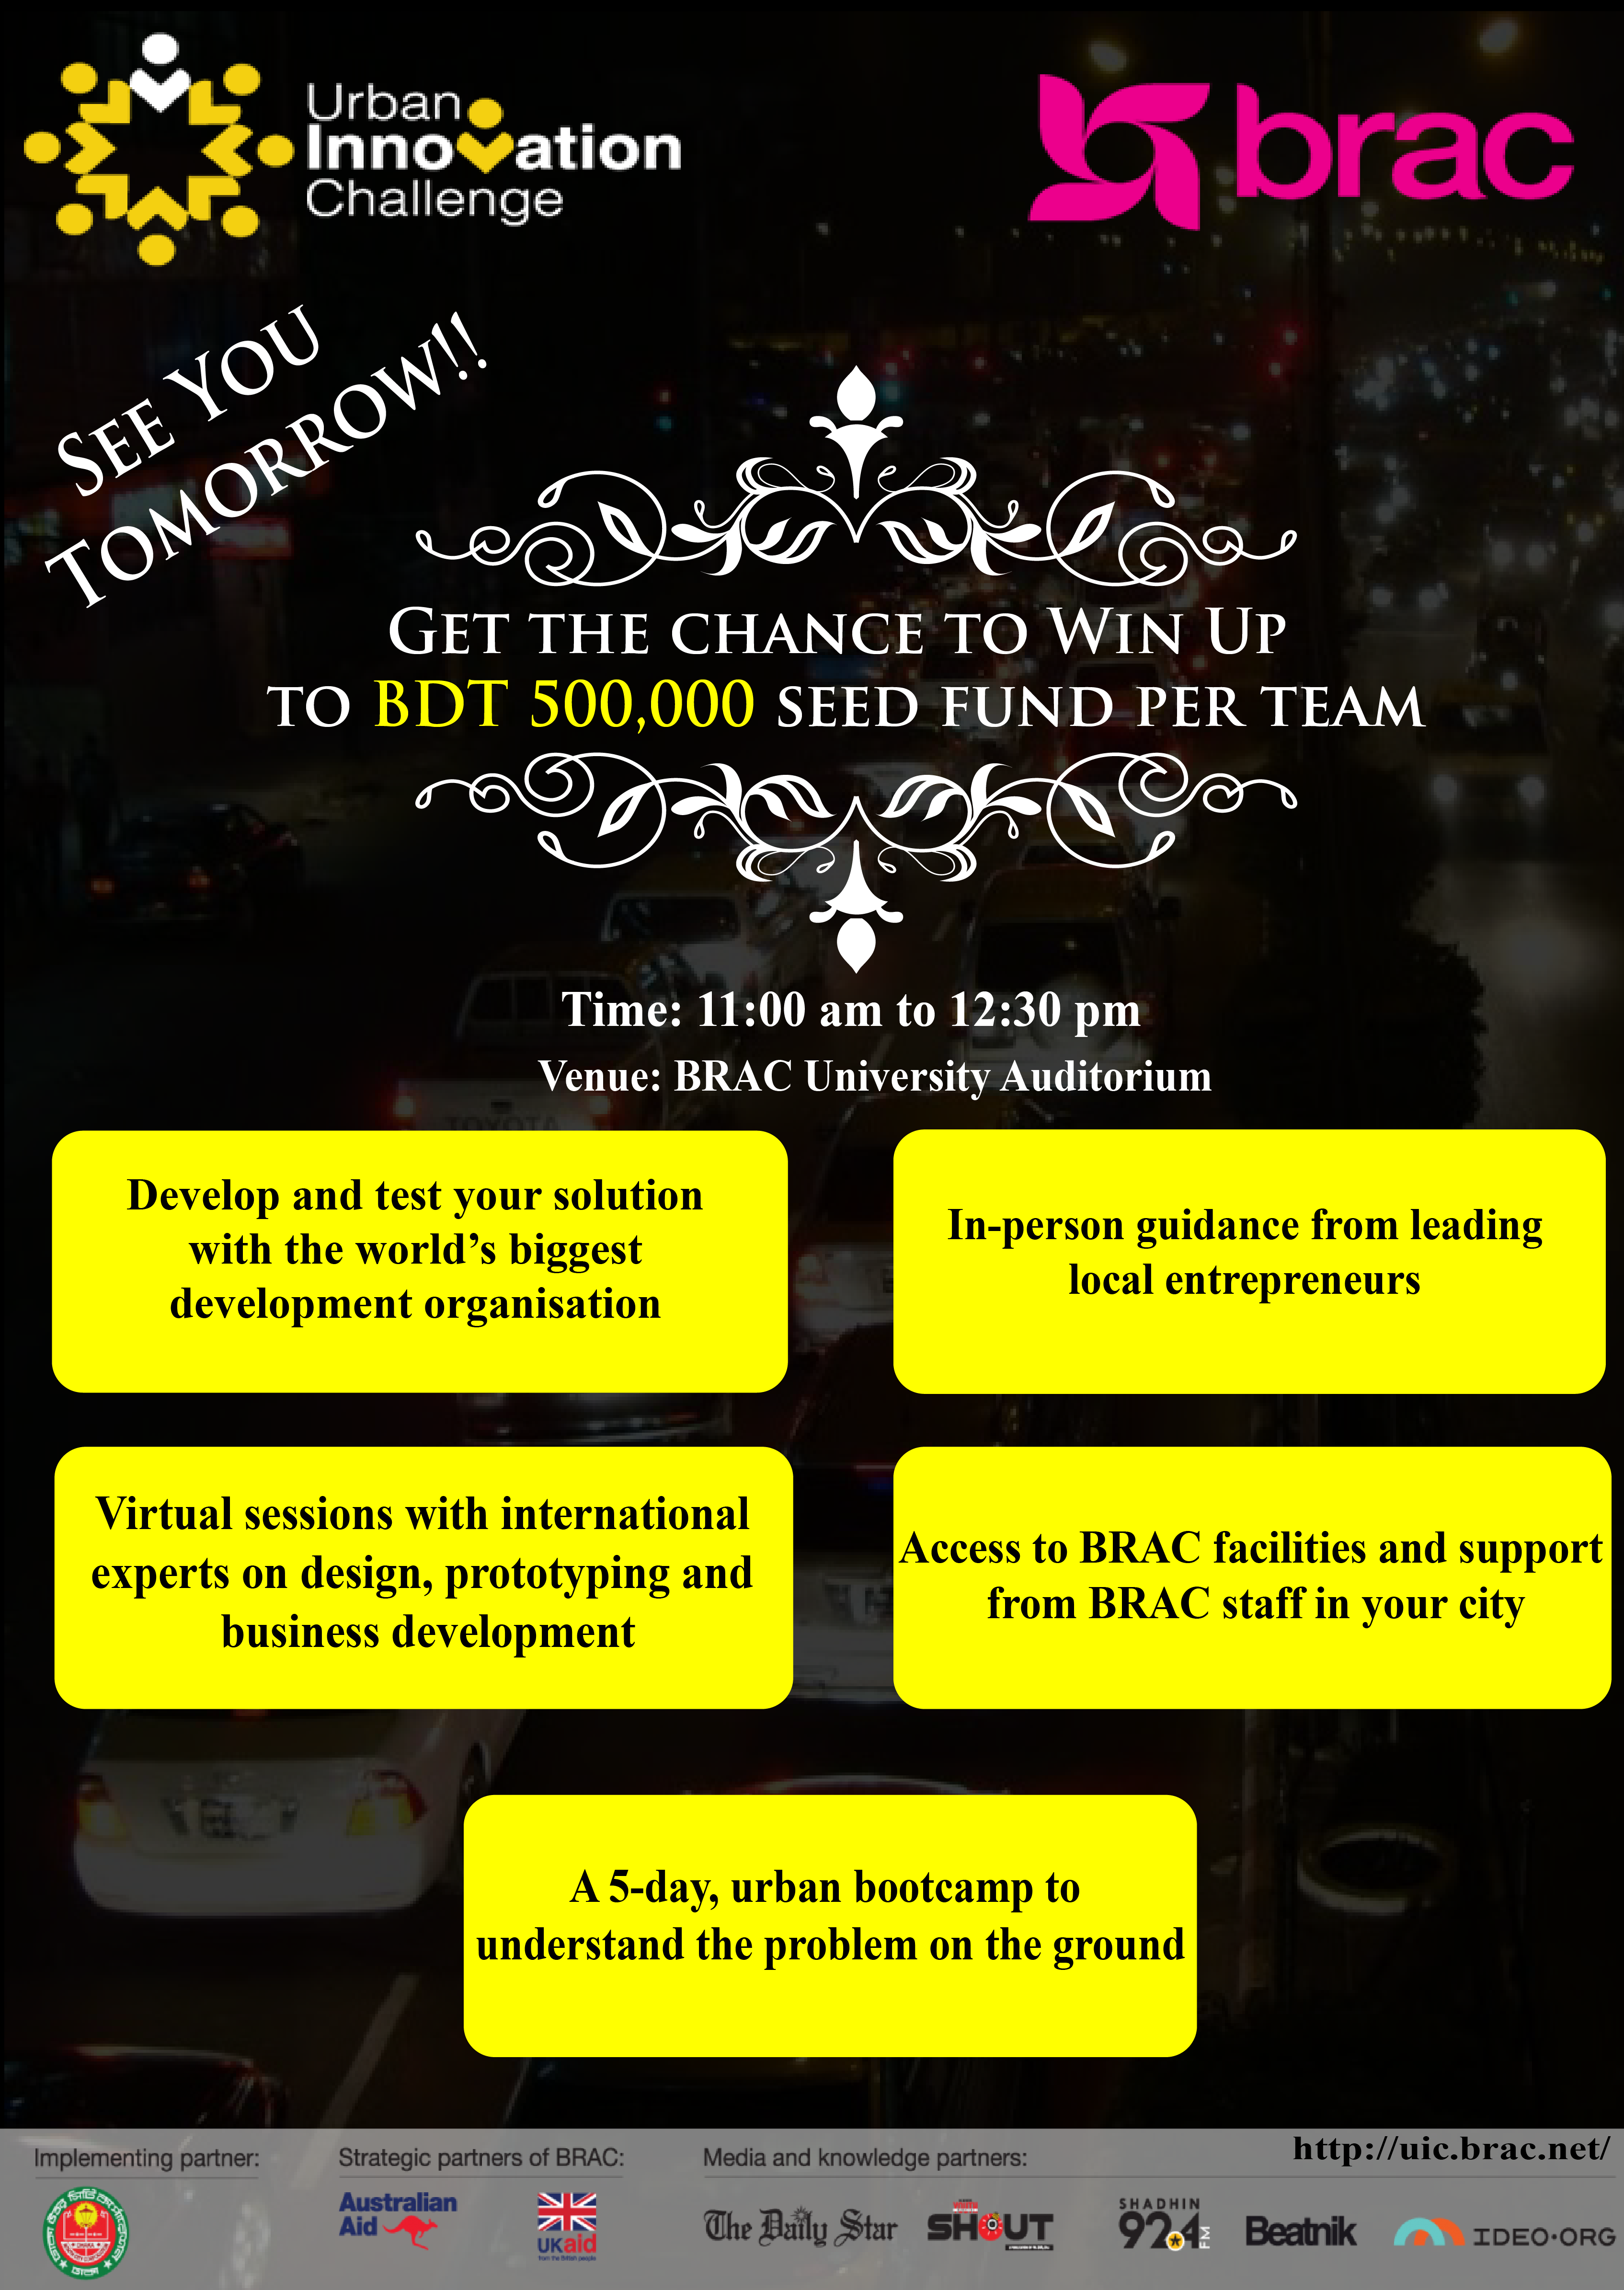 Urban
Innovation
Challenge
brac
SEE YOU
TOMORROW!!
GET THE CHANCE TO WIN UP
TO BDT 500,000 SEED FUND PER TEAM
Time: 11:00 am to 12:30 pm
Venue: BRAC University Auditorium
TOYOTA
Develop and test your solution
with the world’s biggest
development organisation
In-person guidance from leading
local entrepreneurs
Virtual sessions with international
experts on design, prototyping and
business development
Access to BRAC facilities and support
from BRAC staff in your city
A 5-day, urban bootcamp to
understand the problem on the ground
http://uic.brac.net/
Implementing partner:
Strategic partners of BRAC:
Media and knowledge partners:
Australian
Aid
UKaid
from the British people
The Daily Star
SHOUT
SHADHIN
92.4 FM
Beatnik
IDEO.ORG